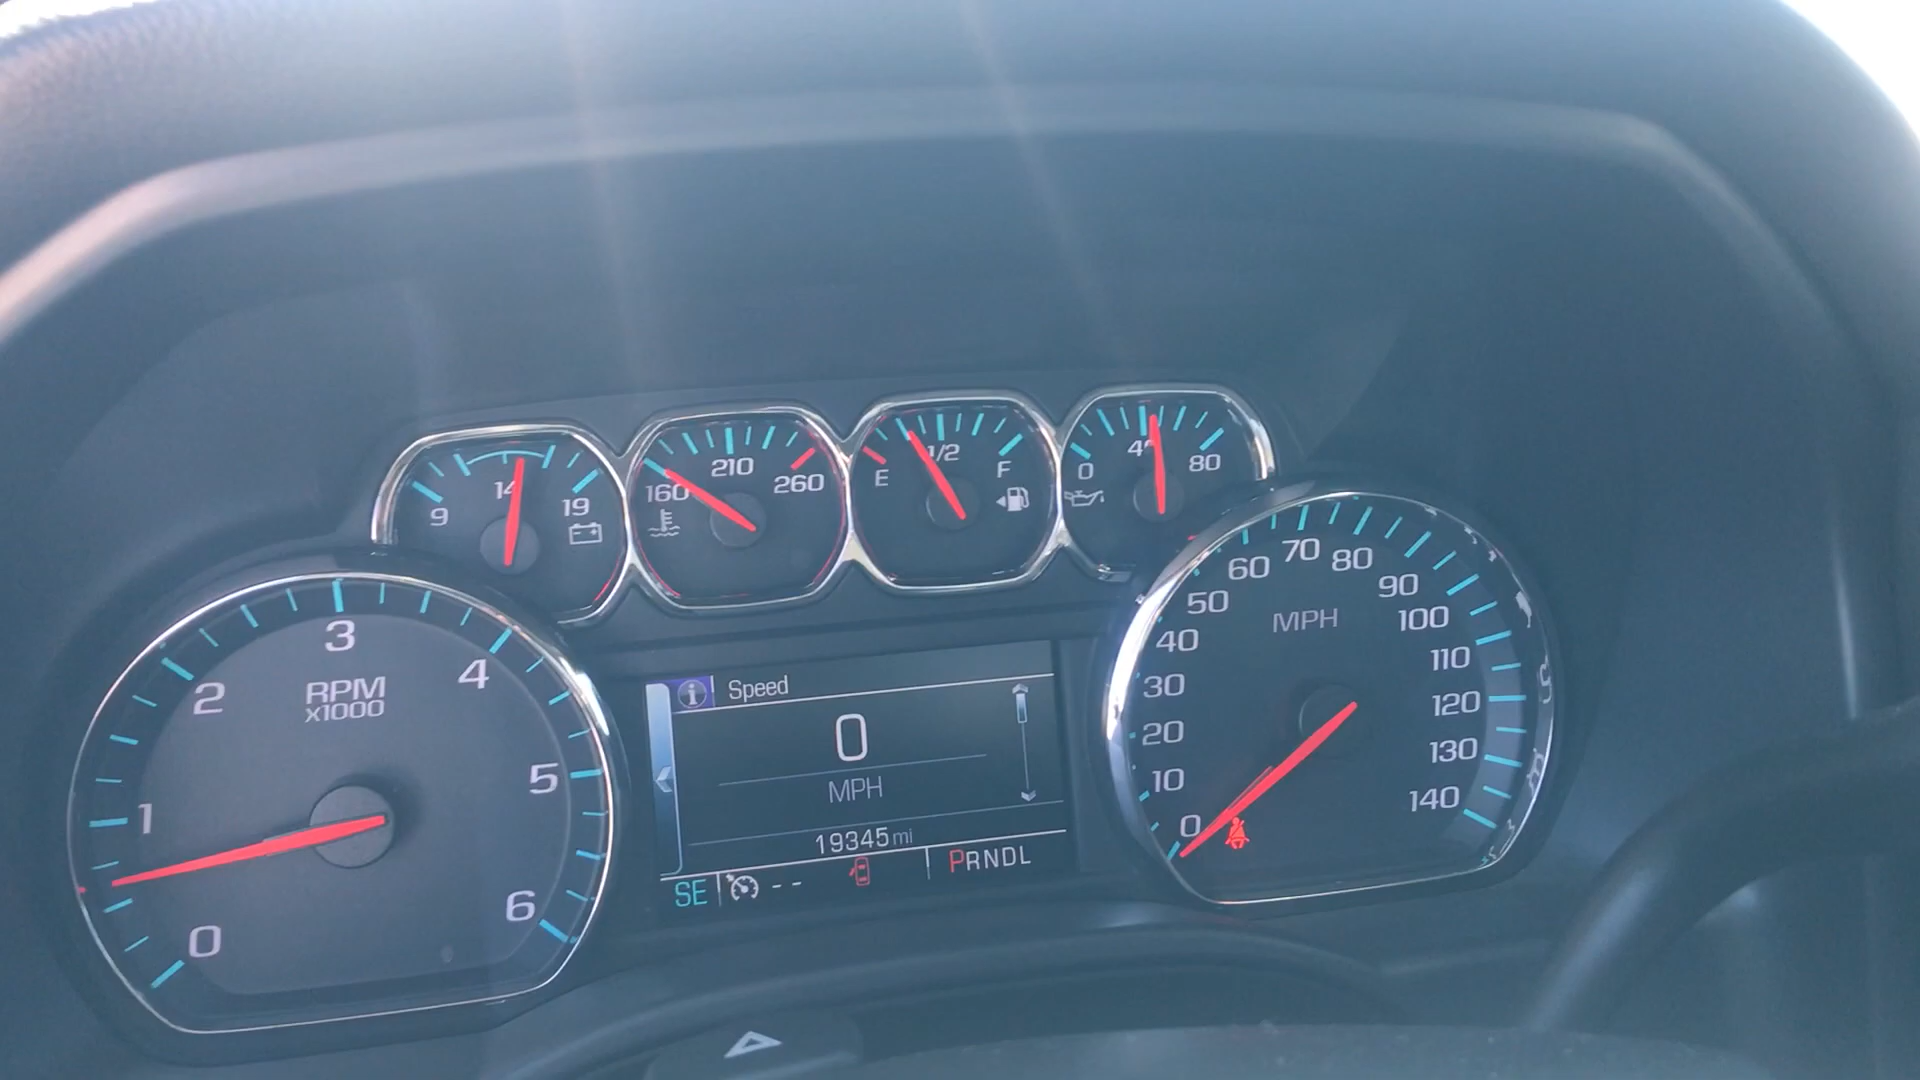 9 14 19
160 210 260
E 1/2 F
0 40 80
0 1 2 3 4 5 6
RPM
x1000
Speed
0
MPH
19345 mi
SE -- PRNDL
0 10 20 30 40 50 60 70 80 90 100 110 120 130 140
MPH